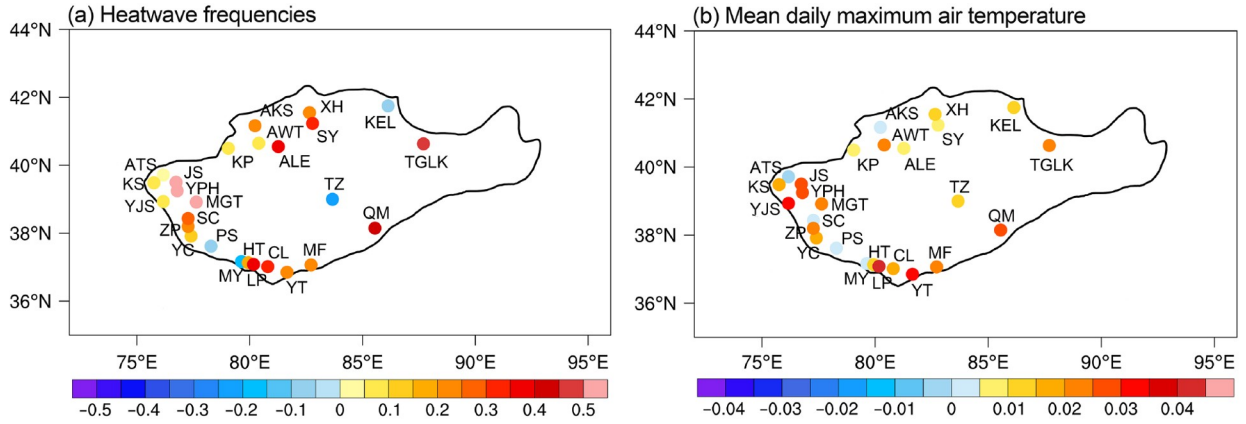 (a) Heatwave frequencies
44°N
42°N
40°N
38°N
36°N
AKS
XH
AWT
SY
KEL
KP
ALE
TGLK
ATS
JS
KS
YPH
YJS
MGT
TZ
SC
ZP
PS
QM
YC
HT
CL
MF
MY
LP
YT
75°E
80°E
85°E
90°E
95°E
−0.5 −0.4 −0.3 −0.2 −0.1 0 0.1 0.2 0.3 0.4 0.5
(b) Mean daily maximum air temperature
44°N
42°N
40°N
38°N
36°N
AKS
XH
AWT
SY
KEL
KP
ALE
TGLK
ATS
JS
KS
YPH
YJS
MGT
TZ
SC
ZP
PS
QM
YC
HT
CL
MF
MY
LP
YT
75°E
80°E
85°E
90°E
95°E
−0.04 −0.03 −0.02 −0.01 0 0.01 0.02 0.03 0.04